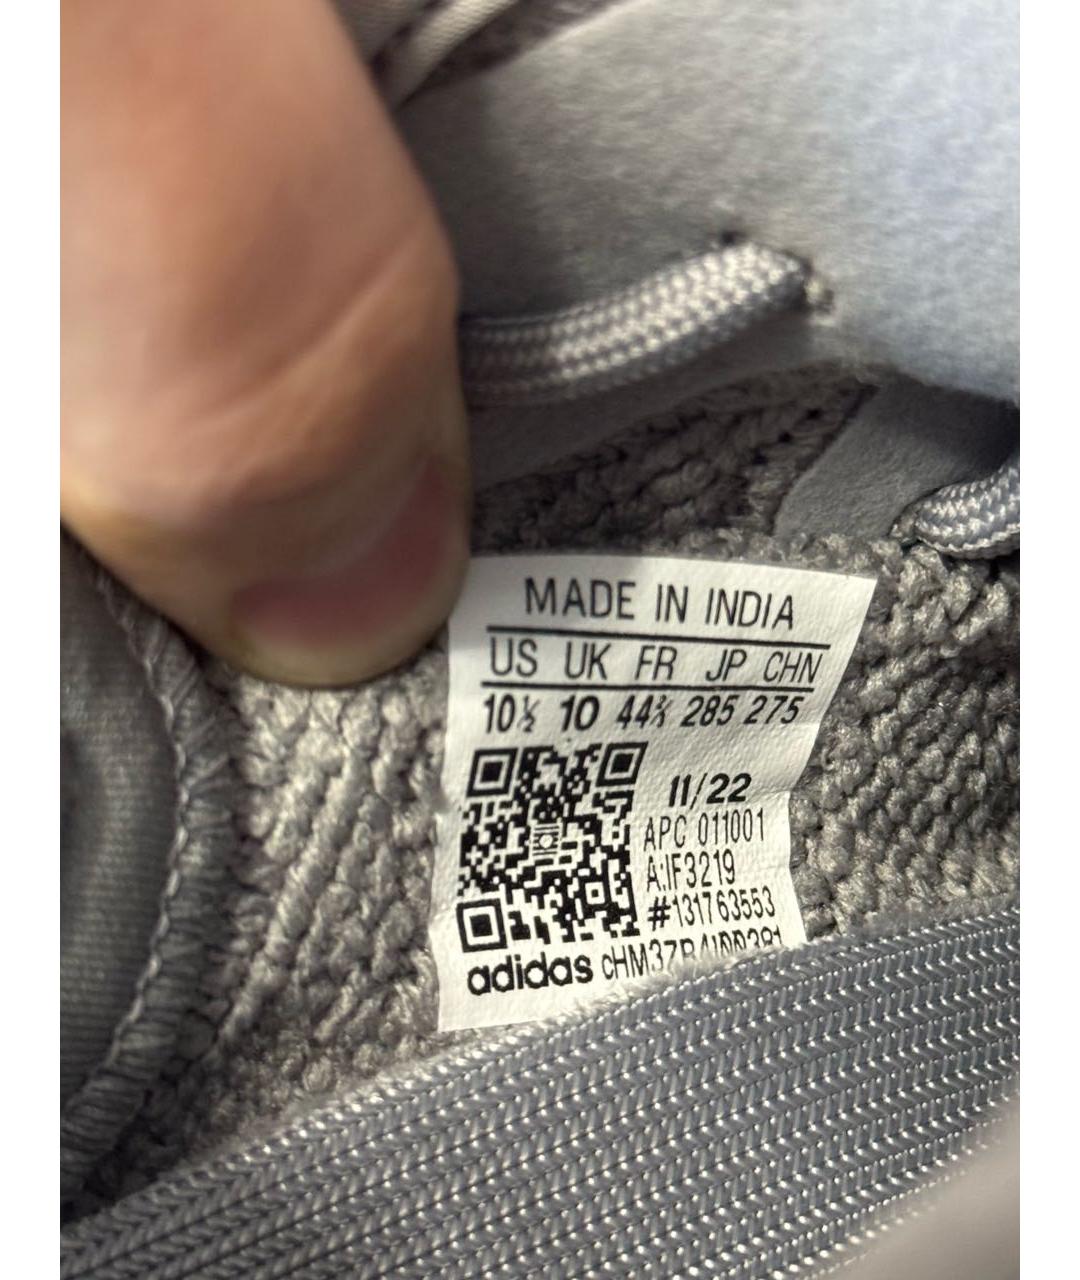 MADE IN INDIA
US UK FR JP CHN
10½ 10 44⅔ 285 275
11/22
APC 011001
A:IF3219
#131763553
adidas